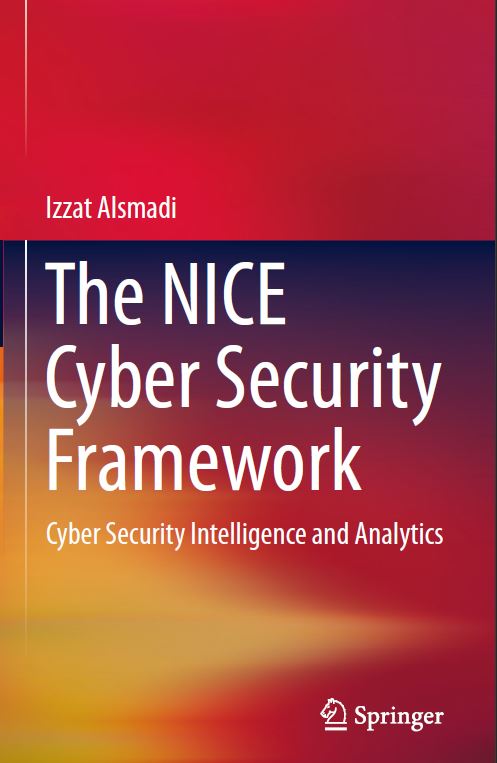 Izzat Alsmadi
The NICE
Cyber Security
Framework
Cyber Security Intelligence and Analytics
Springer